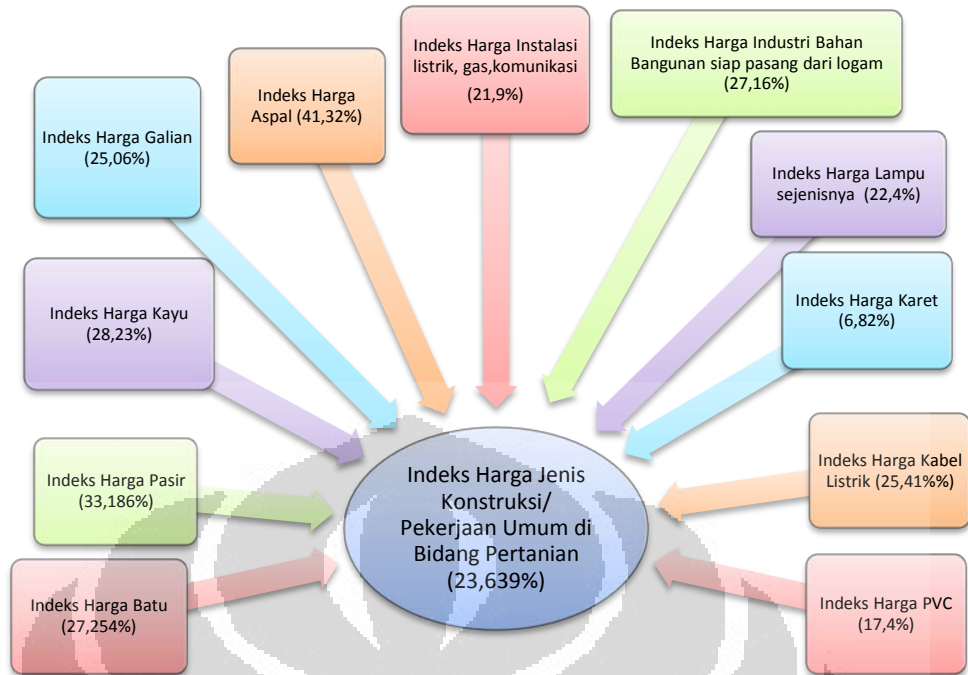 Indeks Harga Instalasi
listrik, gas,komunikasi
(21,9%)
Indeks Harga Industri Bahan
Bangunan siap pasang dari logam
(27,16%)
Indeks Harga
Aspal (41,32%)
Indeks Harga Galian
(25,06%)
Indeks Harga Lampu
sejenisnya (22,4%)
Indeks Harga Kayu
(28,23%)
Indeks Harga Karet
(6,82%)
Indeks Harga Pasir
(33,186%)
Indeks Harga Jenis
Konstruksi/
Pekerjaan Umum di
Bidang Pertanian
(23,639%)
Indeks Harga Kabel
Listrik (25,41%%)
Indeks Harga Batu
(27,254%)
Indeks Harga PVC
(17,4%)